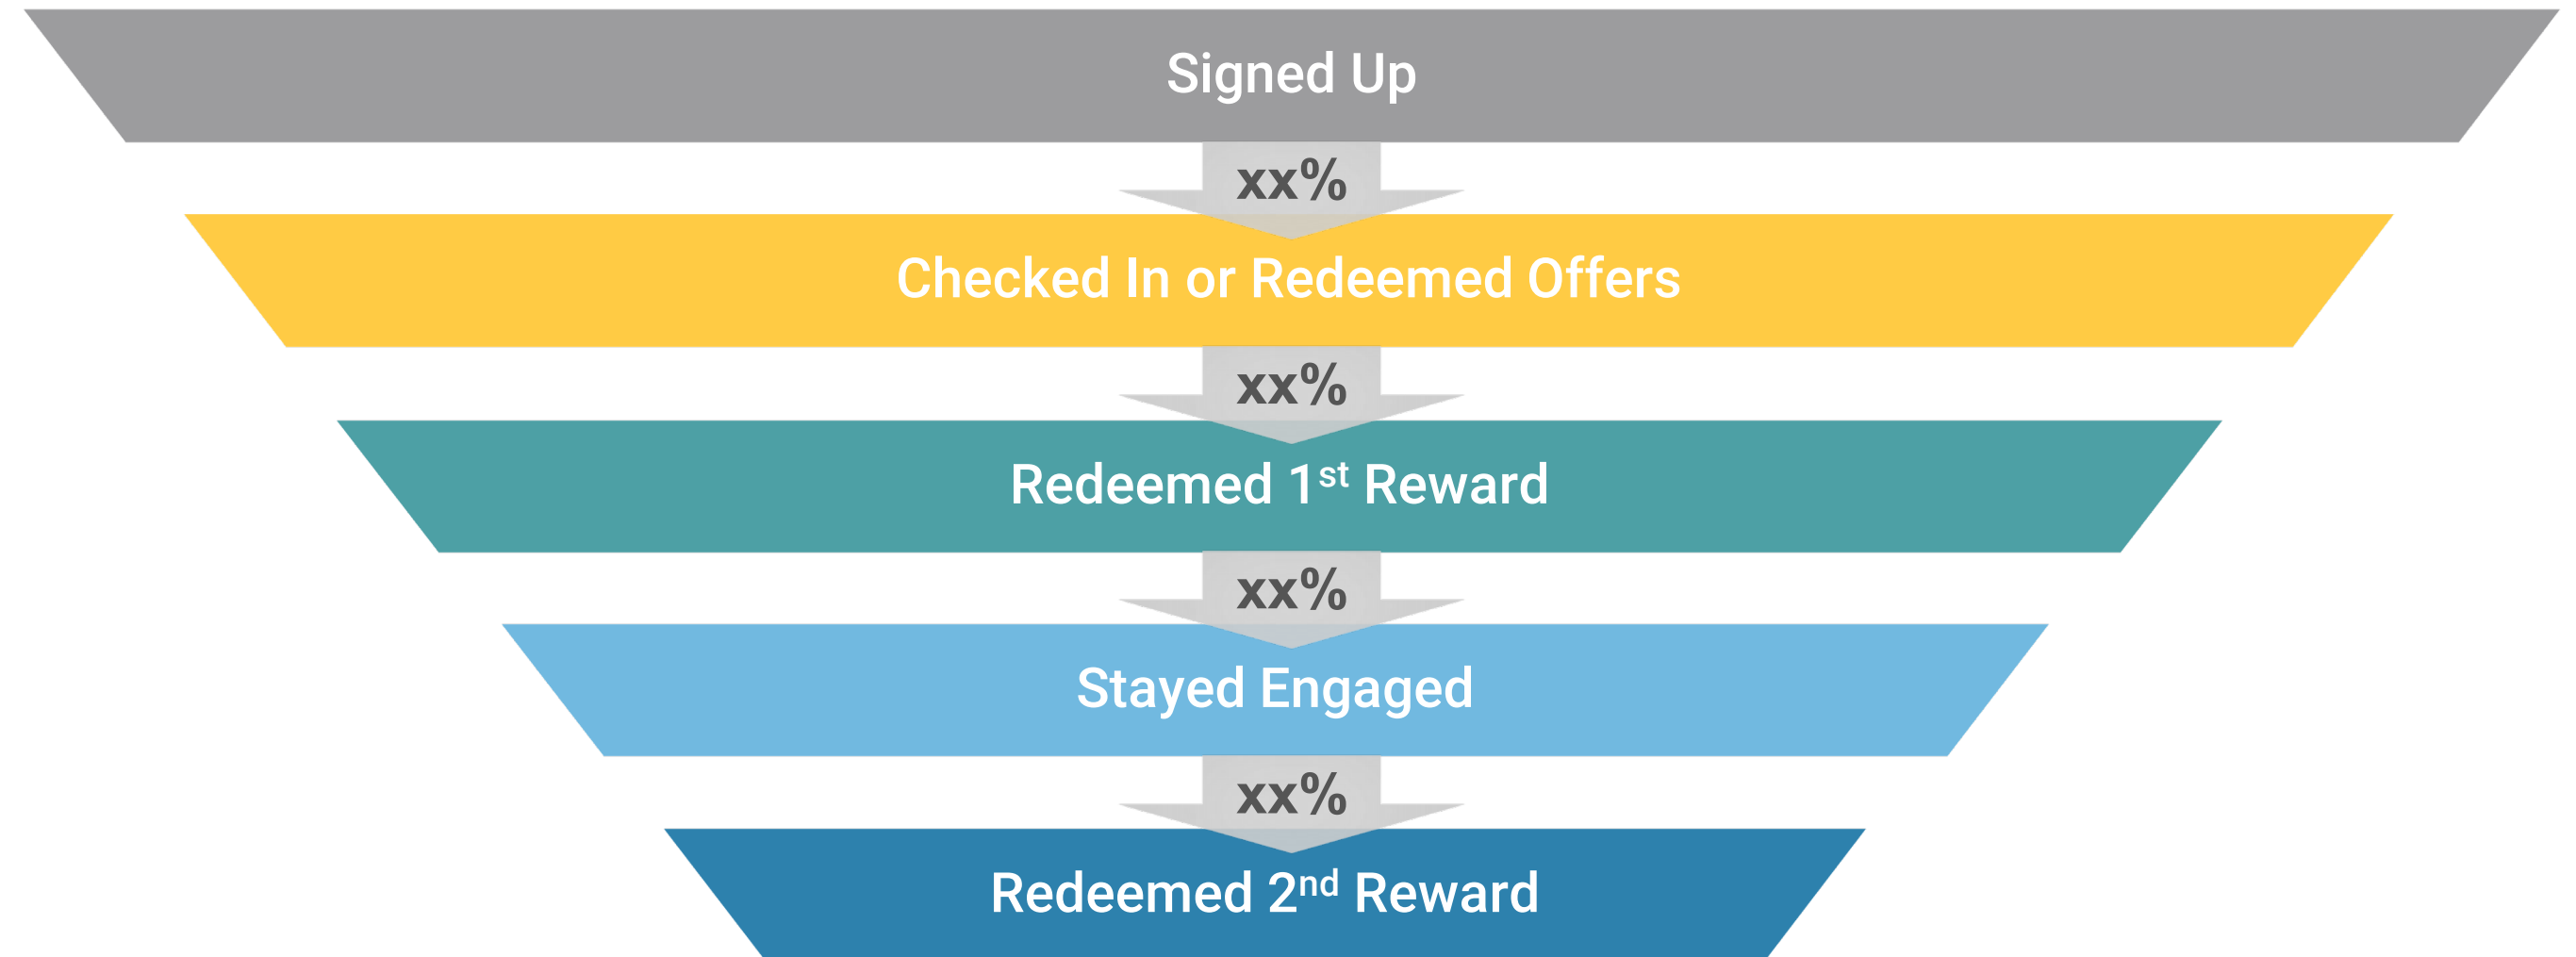 Signed Up
xx%
Checked In or Redeemed Offers
xx%
Redeemed 1st Reward
xx%
Stayed Engaged
xx%
Redeemed 2nd Reward